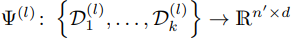 Ψ^{(l)}: {𝒟_1^{(l)}, …, 𝒟_k^{(l)}} → ℝ^{n′×d}